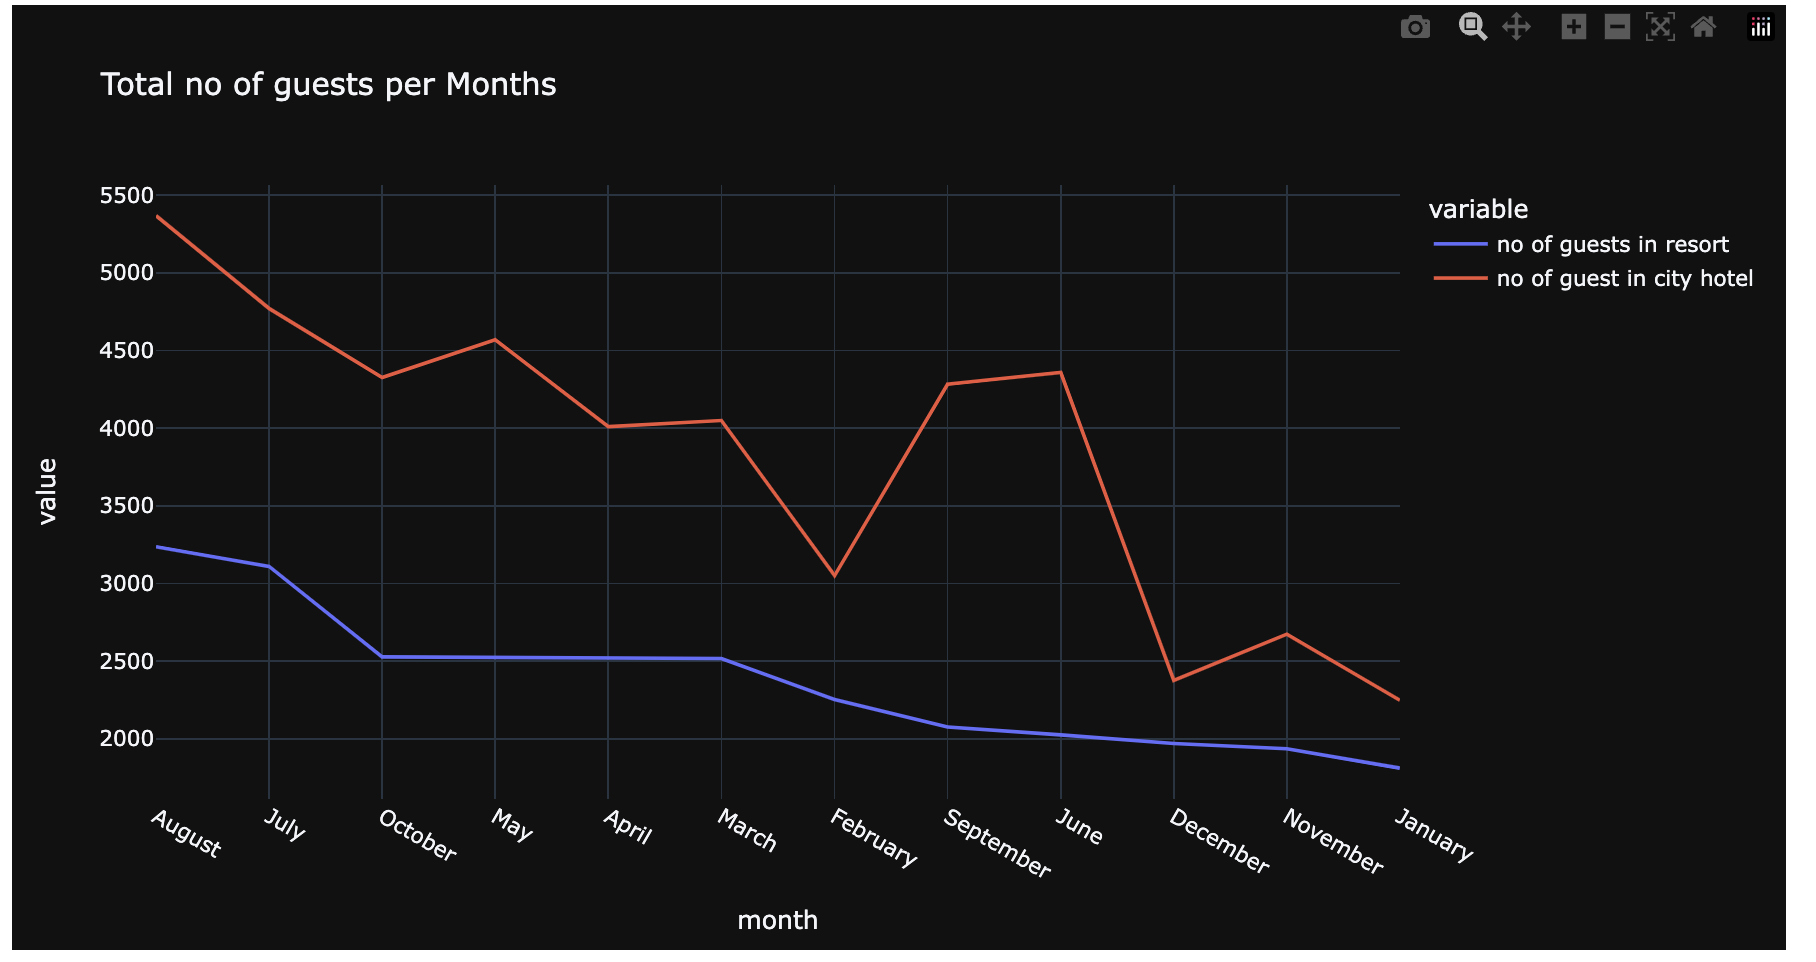 Total no of guests per Months
5500
5000
4500
4000
3500
3000
2500
2000
value
August
July
October
May
April
March
February
September
June
December
November
January
month
variable
no of guests in resort
no of guest in city hotel